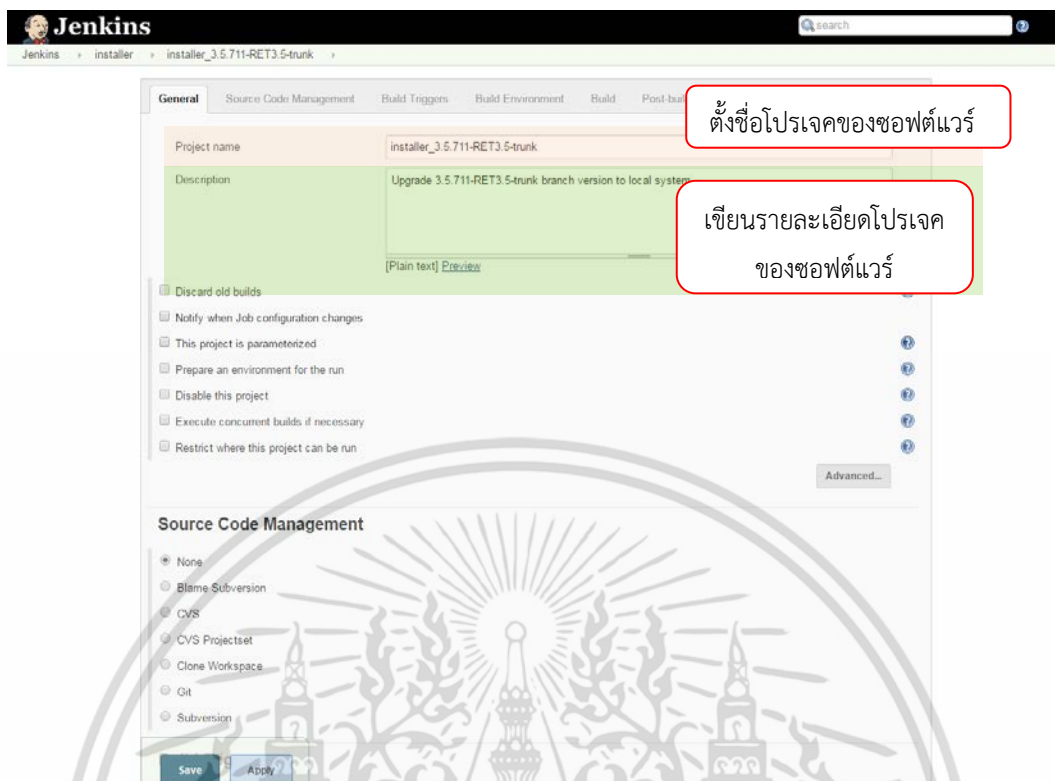 Jenkins
search
Jenkins
installer
installer_3.5.711-RET3.5-trunk
General
Source Code Management
Build Triggers
Build Environment
Build
ตั้งชื่อโปรเจคของซอฟต์แวร์
Project name
installer_3.5.711-RET3.5-trunk
Description
Upgrade 3.5.711-RET3.5-trunk branch version to local system
เขียนรายละเอียดโปรเจค
ของซอฟต์แวร์
[Plain text] Preview
Discard old builds
Notify when Job configuration changes
This project is parameterized
Prepare an environment for the run
Disable this project
Execute concurrent builds if necessary
Restrict where this project can be run
Advanced...
Source Code Management
None
Blame Subversion
CVS
CVS Projectset
Clone Workspace
Git
Subversion
Save
Apply